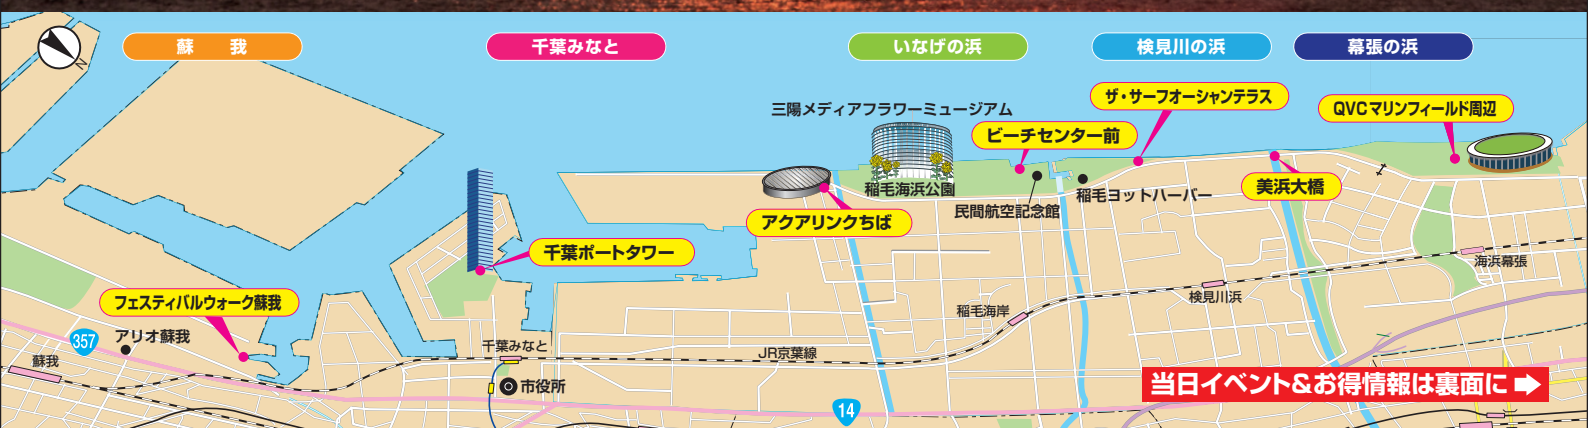 蘇 我
千葉みなと
いなげの浜
検見川の浜
幕張の浜
N
三陽メディアフラワーミュージアム
ザ・サーフオーシャンテラス
QVCマリンフィールド周辺
ビーチセンター前
稲毛海浜公園
民間航空記念館
稲毛ヨットハーバー
美浜大橋
アクアリンクちば
千葉ポートタワー
海浜幕張
検見川浜
フェスティバルウォーク蘇我
稲毛海岸
357
アリオ蘇我
千葉みなと
JR京葉線
蘇我
市役所
当日イベント&お得情報は裏面に➡
14